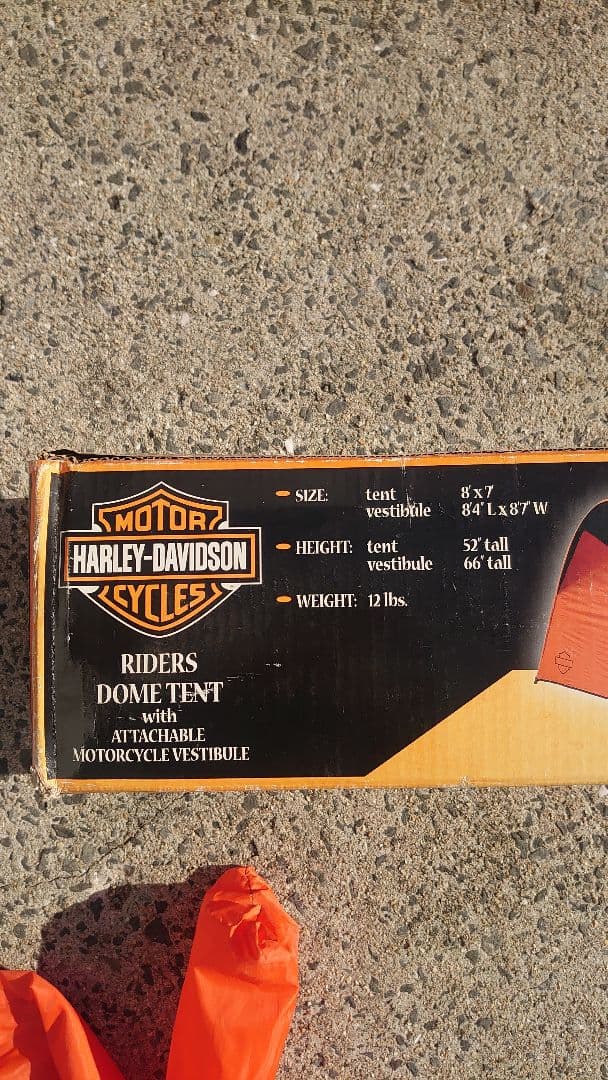 MOTOR
HARLEY-DAVIDSON
CYCLES
RIDERS
DOME TENT
with
ATTACHABLE
MOTORCYCLE VESTIBULE
SIZE: tent 8' x 7'
vestibule 8'4" L x 8'7" W
HEIGHT: tent 52" tall
vestibule 66" tall
WEIGHT: 12 lbs.